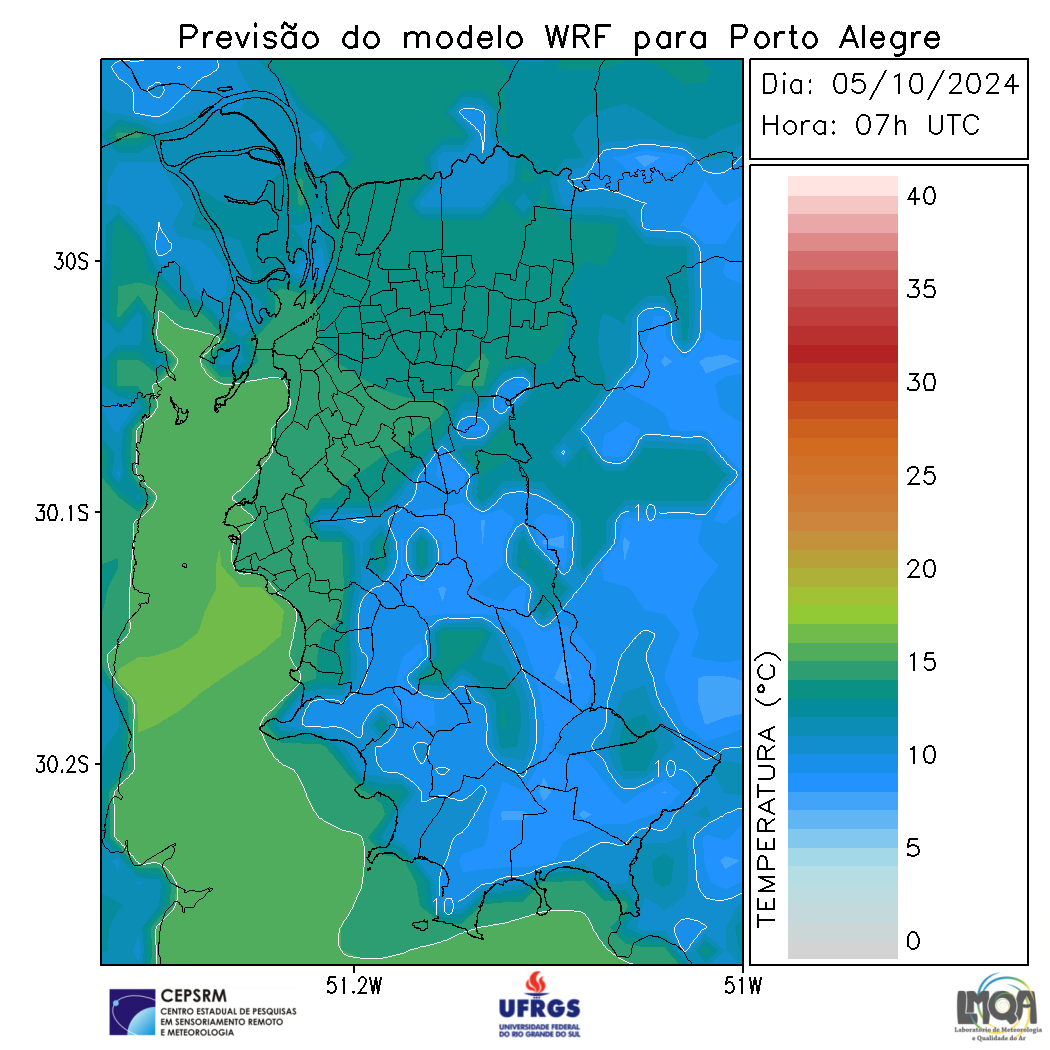 Previsão do modelo WRF para Porto Alegre
Dia: 05/10/2024
Hora: 07h UTC
30S
30.1S
30.2S
51.2W
51W
10
10
10
TEMPERATURA (°C)
40
35
30
25
20
15
10
5
0
CEPSRM
CENTRO ESTADUAL DE PESQUISAS
EM SENSORIAMENTO REMOTO
E METEOROLOGIA
UFRGS
UNIVERSIDADE FEDERAL
DO RIO GRANDE DO SUL
LMQA
Laboratório de Meteorologia
e Qualidade do Ar